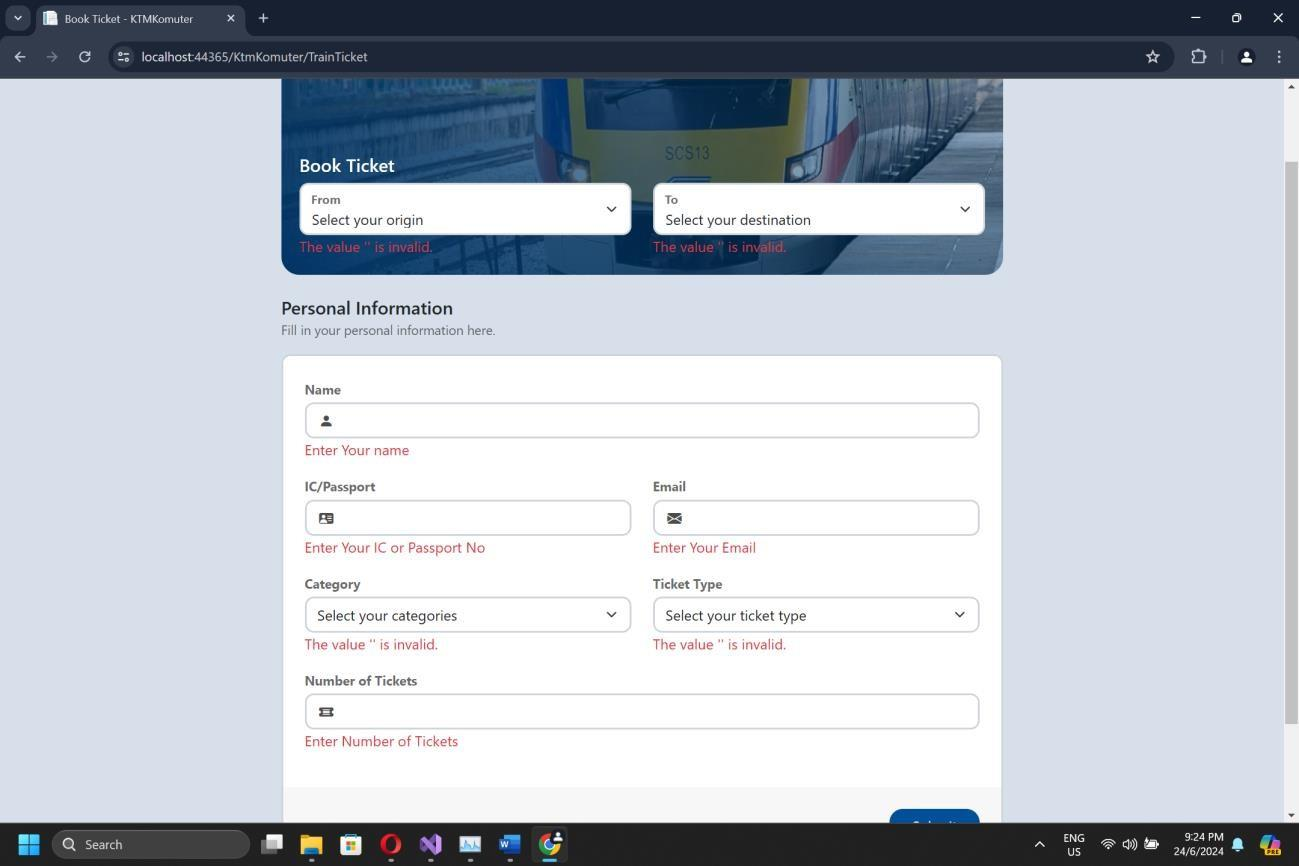 Book Ticket - KTMKomuter
localhost:44365/KtmKomuter/TrainTicket
SCS13
Book Ticket
From
Select your origin
To
Select your destination
The value '' is invalid.
The value '' is invalid.
Personal Information
Fill in your personal information here.
Name
Enter Your name
IC/Passport
Email
Enter Your IC or Passport No
Enter Your Email
Category
Ticket Type
Select your categories
Select your ticket type
The value '' is invalid.
The value '' is invalid.
Number of Tickets
Enter Number of Tickets
Search
ENG
US
9:24 PM
24/6/2024
PRE